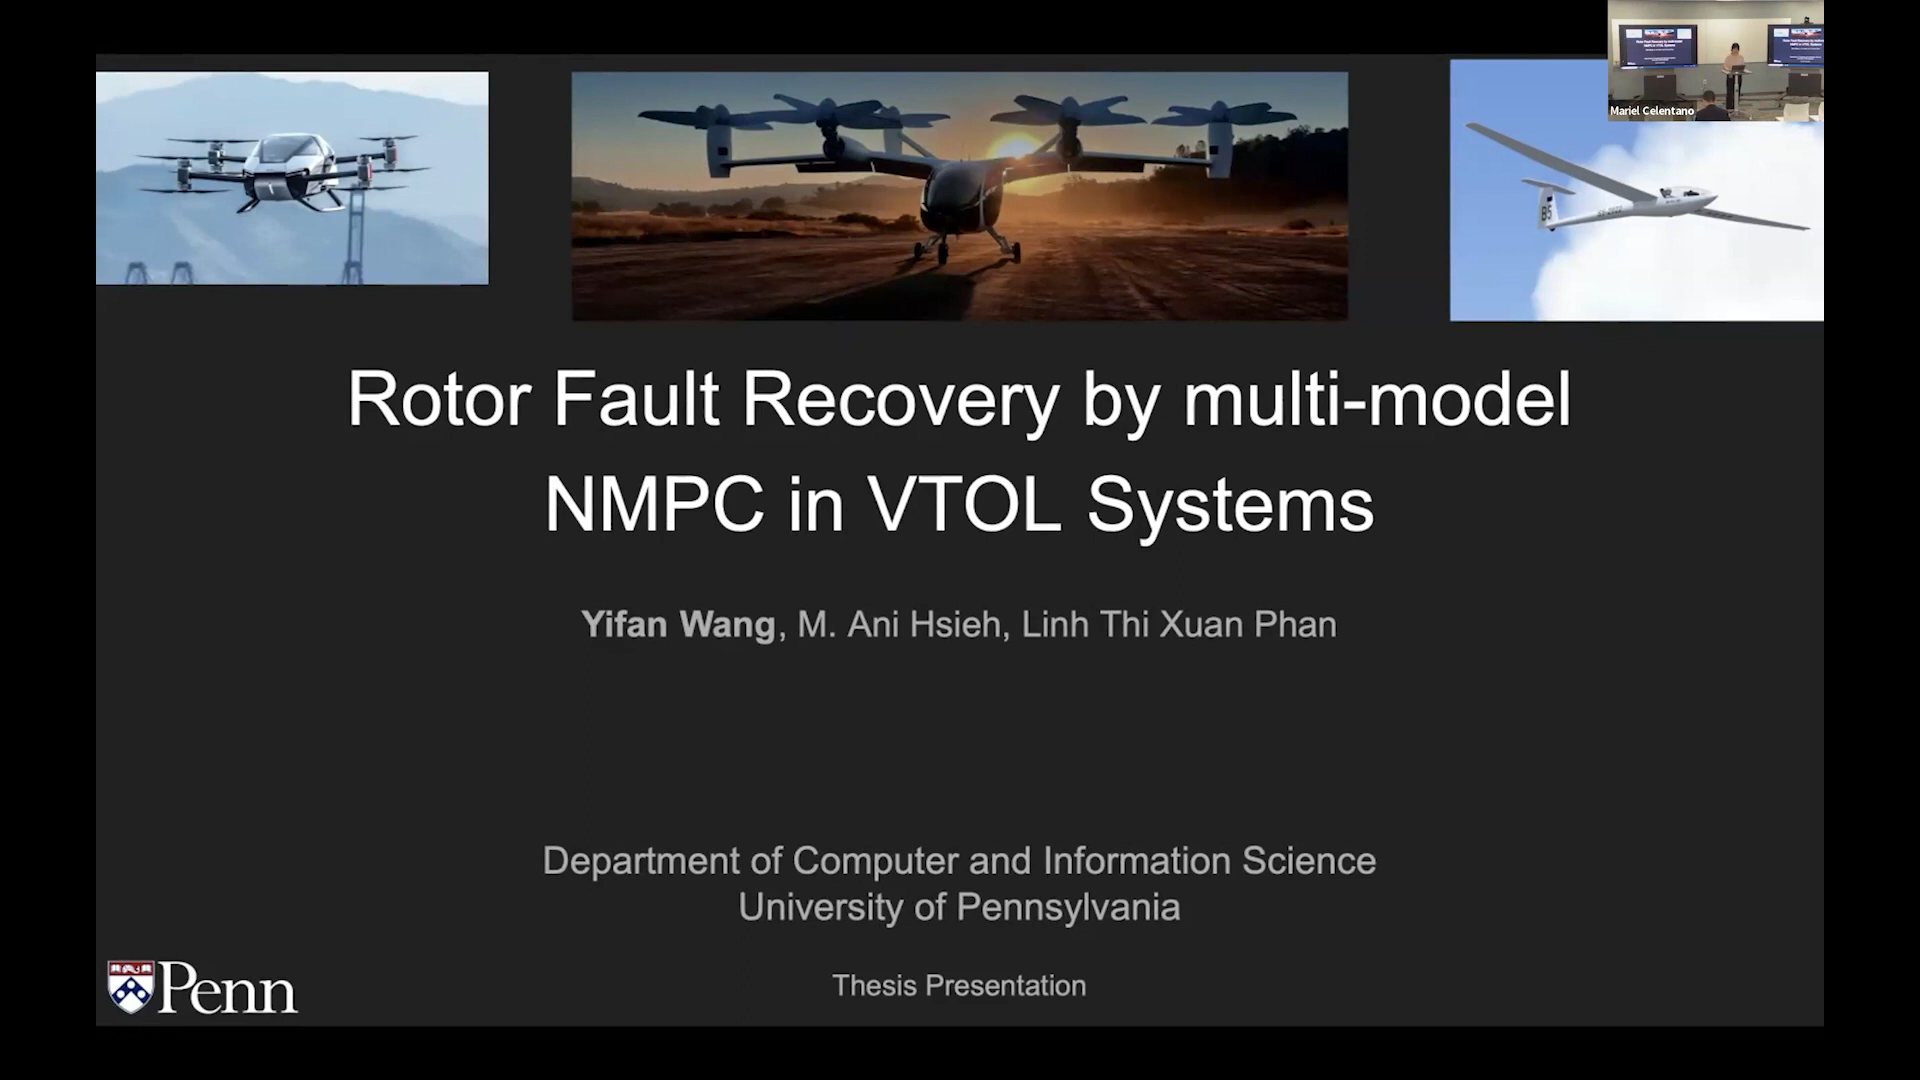 Mariel Celentano
B5
Rotor Fault Recovery by multi-model
NMPC in VTOL Systems
Yifan Wang, M. Ani Hsieh, Linh Thi Xuan Phan
Department of Computer and Information Science
University of Pennsylvania
Thesis Presentation
Penn